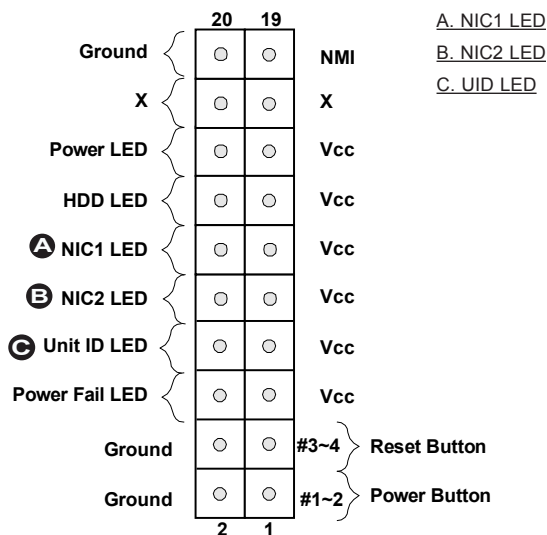 20 19
A. NIC1 LED
Ground NMI
B. NIC2 LED
C. UID LED
X X
Power LED Vcc
HDD LED Vcc
A NIC1 LED Vcc
B NIC2 LED Vcc
C Unit ID LED Vcc
Power Fail LED Vcc
Ground #3~4 Reset Button
Ground #1~2 Power Button
2 1